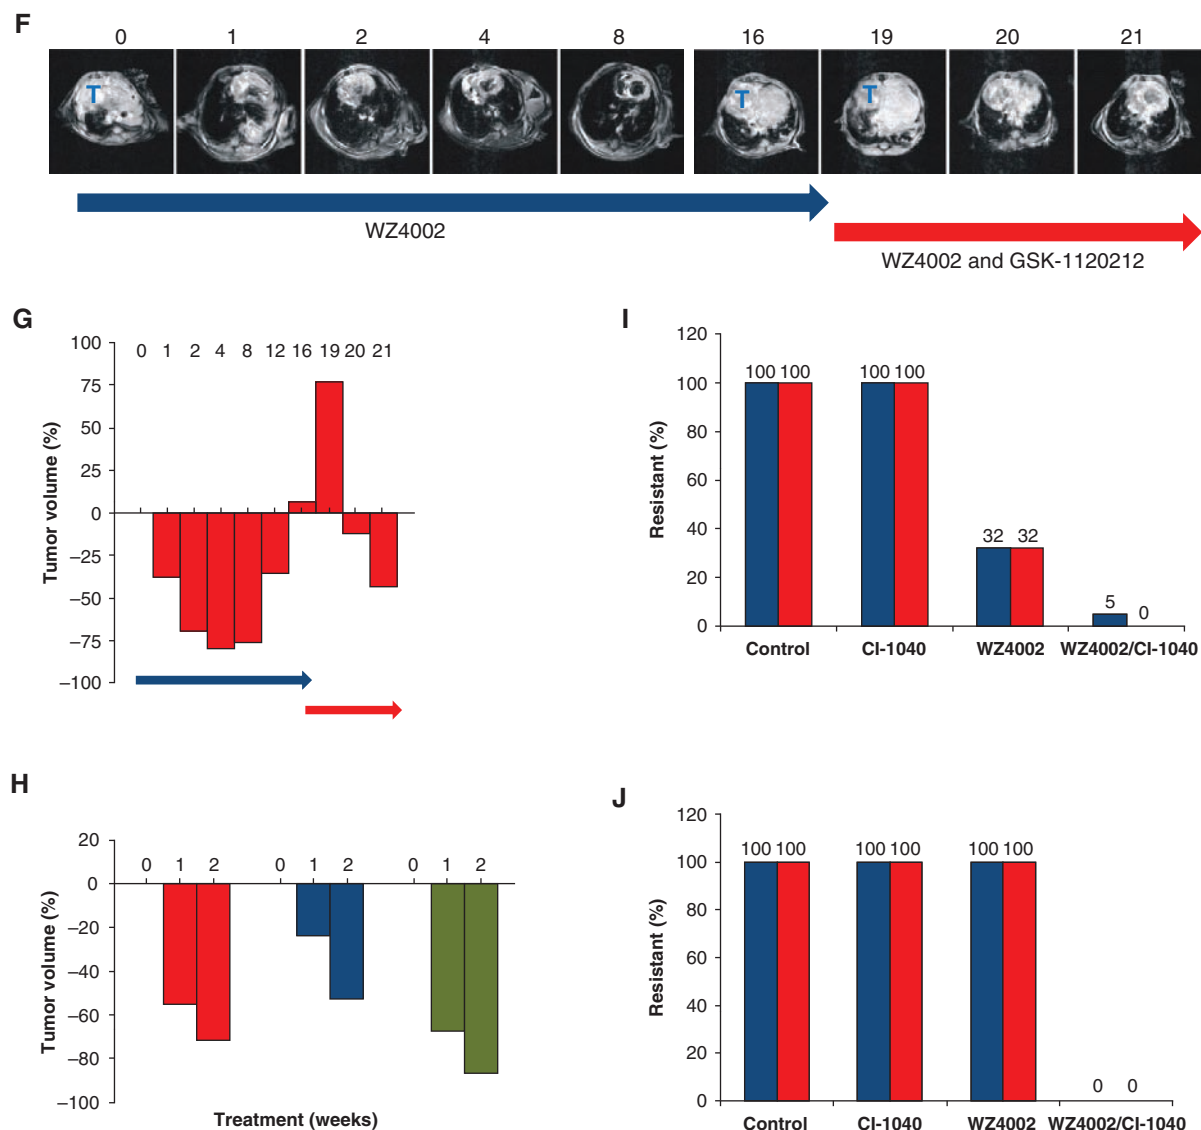 F
0 1 2 4 8 16 19 20 21
T T T
WZ4002
WZ4002 and GSK-1120212
G
100
75
50
25
0
–25
–50
–75
–100
0 1 2 4 8 12 16 19 20 21
Tumor volume (%)
H
20
0
–20
–40
–60
–80
–100
0 1 2 0 1 2 0 1 2
Tumor volume (%)
Treatment (weeks)
I
120
100
80
60
40
20
0
Resistant (%)
100 100 100 100 32 32 5 0
Control CI-1040 WZ4002 WZ4002/CI-1040
J
120
100
80
60
40
20
0
Resistant (%)
100 100 100 100 100 100 0 0
Control CI-1040 WZ4002 WZ4002/CI-1040